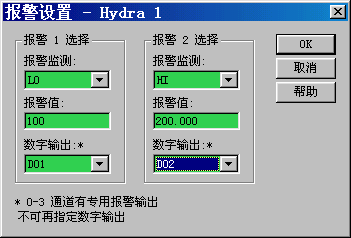 报警设置 - Hydra 1
报警 1 选择
报警监测:
LO
报警值:
100
数字输出:*
DO1
报警 2 选择
报警监测:
HI
报警值:
200.000
数字输出:*
DO2
OK
取消
帮助
* 0-3 通道有专用报警输出
不可再指定数字输出